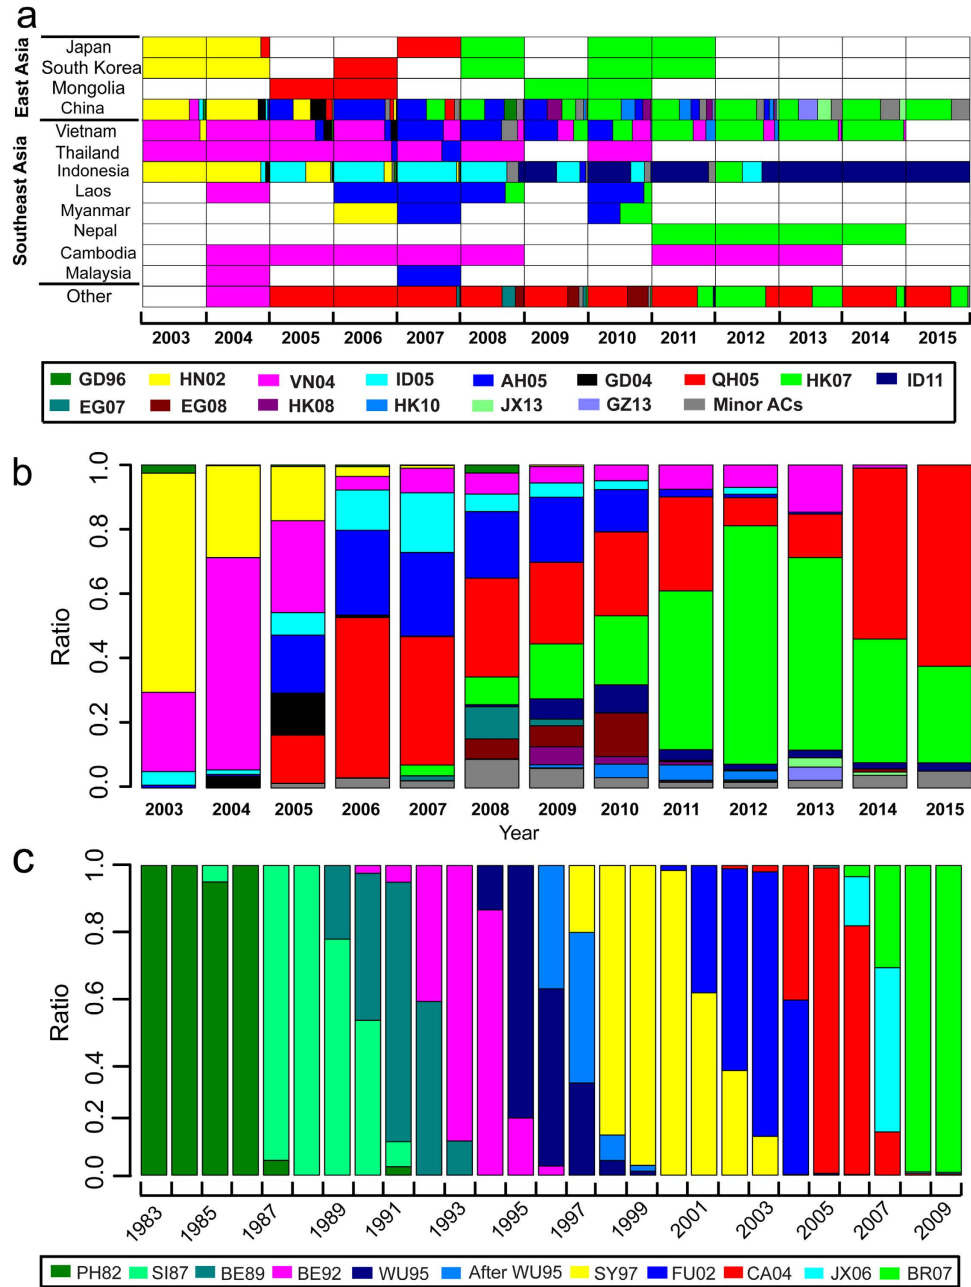 a
East Asia
Southeast Asia
Japan
South Korea
Mongolia
China
Vietnam
Thailand
Indonesia
Laos
Myanmar
Nepal
Cambodia
Malaysia
Other
2003 2004 2005 2006 2007 2008 2009 2010 2011 2012 2013 2014 2015
GD96 HN02 VN04 ID05 AH05 GD04 QH05 HK07 ID11
EG07 EG08 HK08 HK10 JX13 GZ13 Minor ACs
b
Ratio
1.0
0.8
0.6
0.4
0.2
0.0
2003 2004 2005 2006 2007 2008 2009 2010 2011 2012 2013 2014 2015
Year
c
Ratio
1.0
0.8
0.6
0.4
0.2
0.0
1983 1985 1987 1989 1991 1993 1995 1997 1999 2001 2003 2005 2007 2009
PH82 SI87 BE89 BE92 WU95 After WU95 SY97 FU02 CA04 JX06 BR07